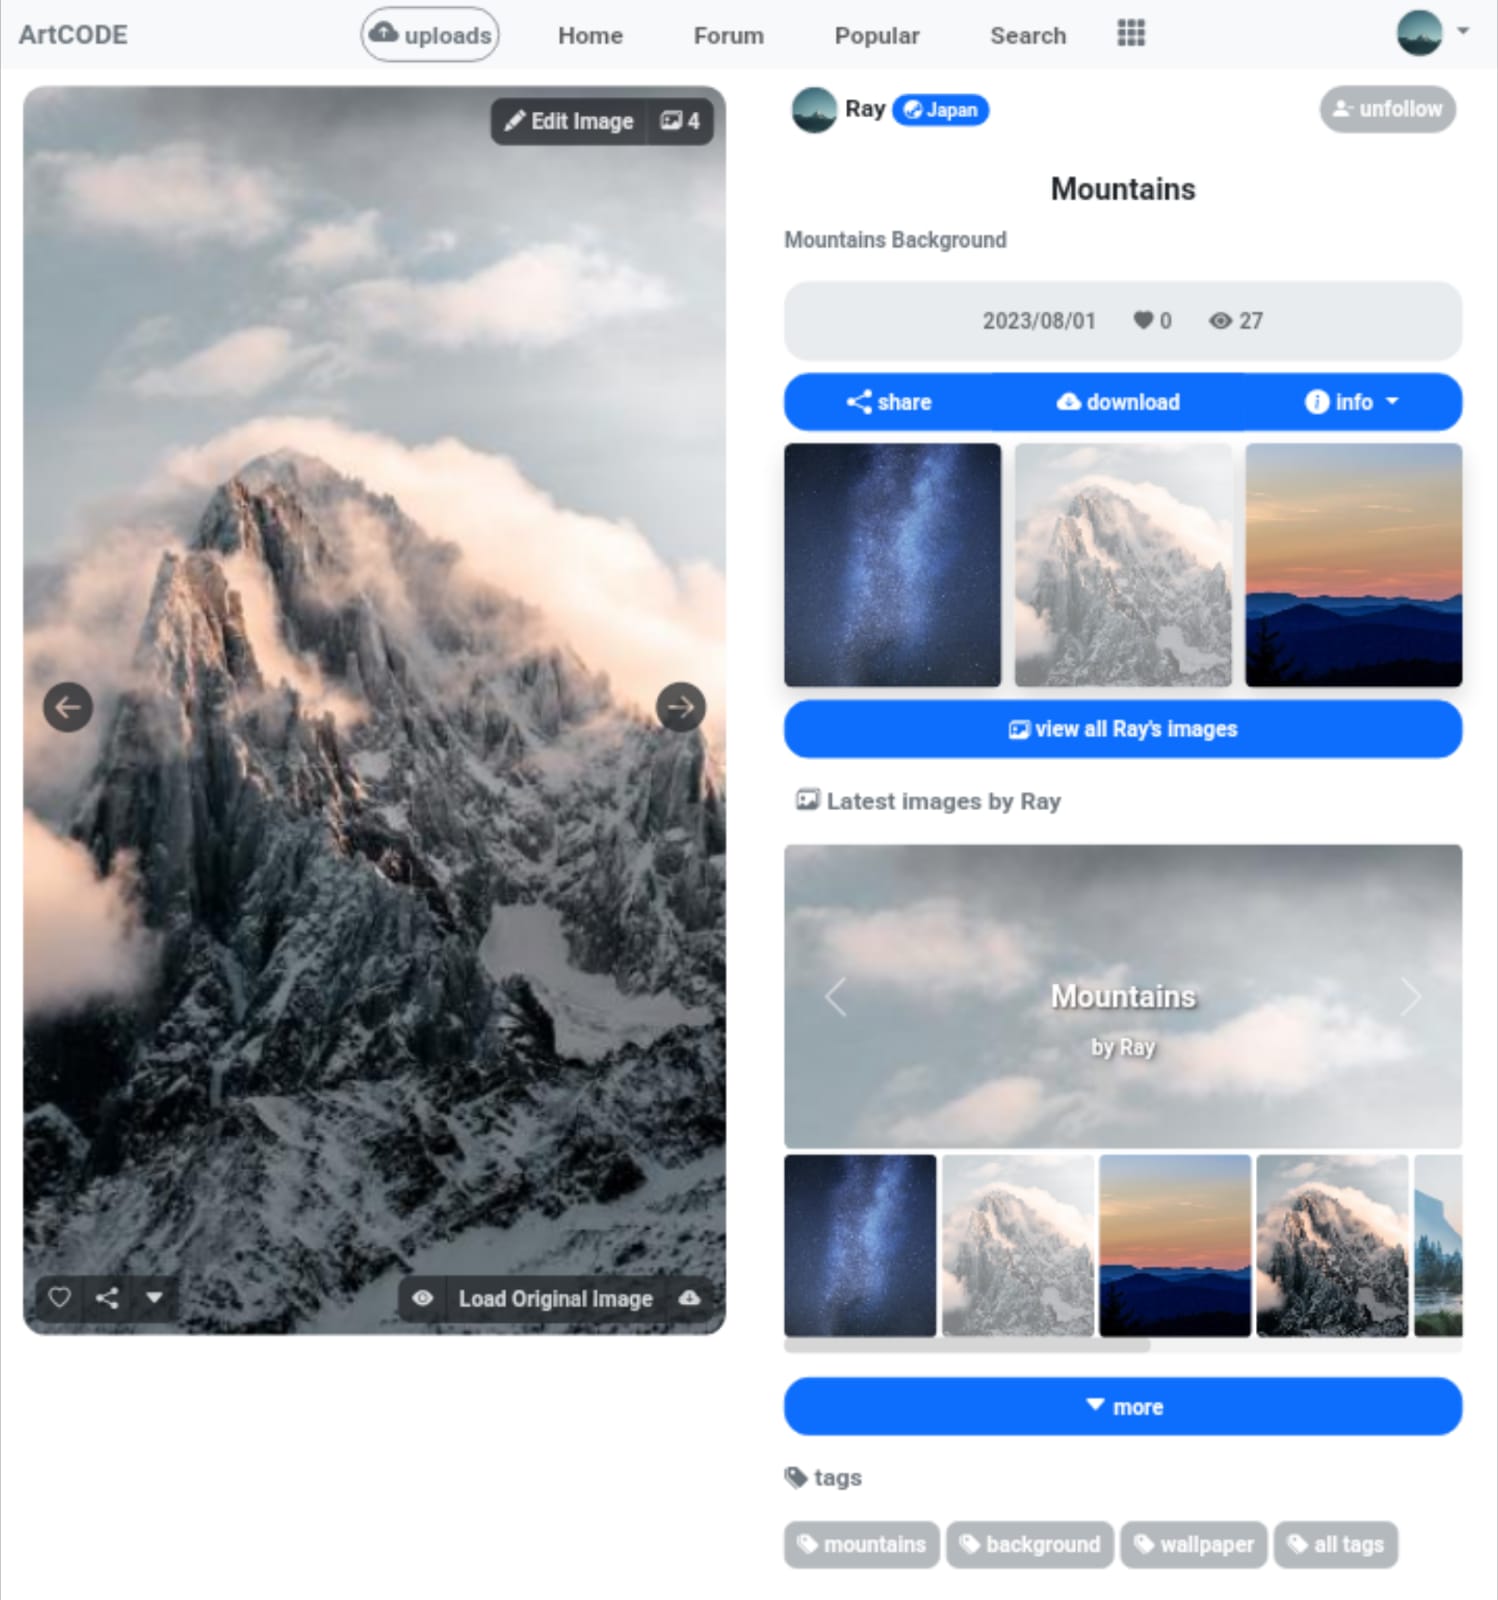 ArtCODE uploads Home Forum Popular Search
Edit Image 4
Ray Japan unfollow
Mountains
Mountains Background
2023/08/01 0 27
share download info
view all Ray's images
Latest images by Ray
Mountains
by Ray
Load Original Image
more
tags
mountains background wallpaper all tags